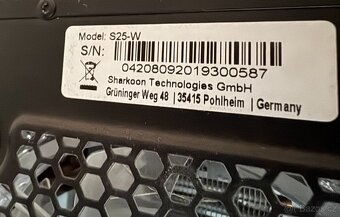 Model: S25-W
S/N:
04208092019300587
Sharkoon Technologies GmbH
Grüninger Weg 48 | 35415 Pohlheim | Germany